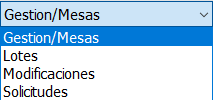 Gestion/Mesas
Gestion/Mesas
Lotes
Modificaciones
Solicitudes